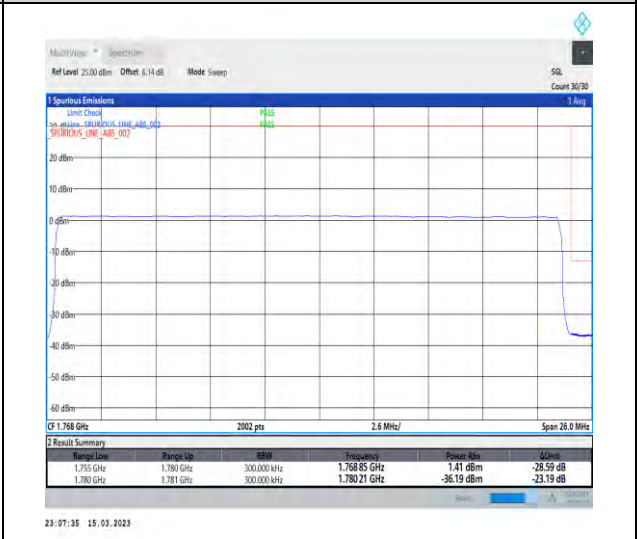 MultiView Spectrum
Ref Level 25.00 dBm Offset 6.14 dB Mode Sweep SGL
Count 30/30
1 Spurious Emissions 1 Avg
Limit Check PASS
Line _SPURIOUS_LINE_ABS_002 PASS
_SPURIOUS_LINE_ABS_002
20 dBm
10 dBm
0 dBm
-10 dBm
-20 dBm
-30 dBm
-40 dBm
-50 dBm
-60 dBm
CF 1.768 GHz 2002 pts 2.6 MHz/ Span 26.0 MHz
2 Result Summary
Range Low Range Up RBW Frequency Power Abs ΔLimit
1.755 GHz 1.780 GHz 300.000 kHz 1.76885 GHz 1.41 dBm -28.59 dB
1.780 GHz 1.781 GHz 300.000 kHz 1.78021 GHz -36.19 dBm -23.19 dB
23:07:35 15.03.2023